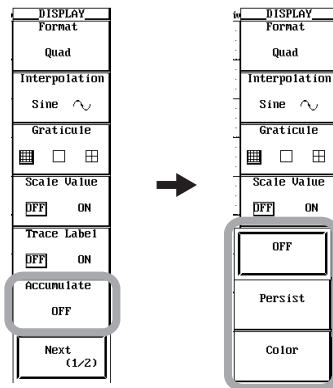 DISPLAY
Format
Quad
Interpolation
Sine
Graticule
Scale Value
OFF ON
Trace Label
OFF ON
Accumulate
OFF
Next
(1/2)
DISPLAY
Format
Quad
Interpolation
Sine
Graticule
Scale Value
OFF ON
OFF
Persist
Color